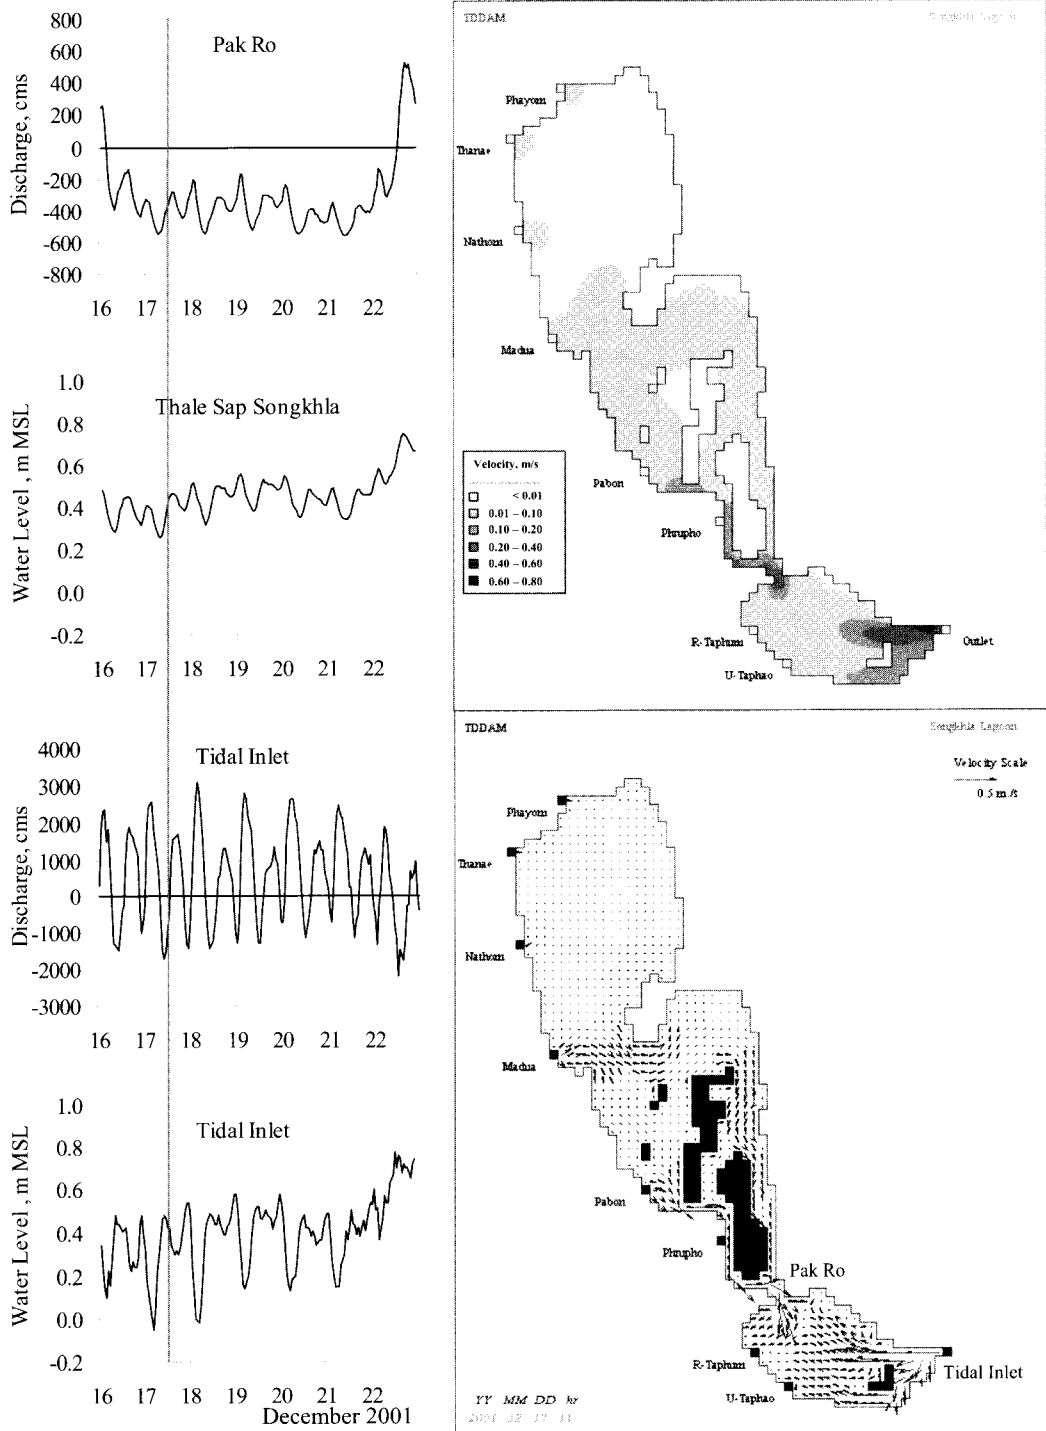 Pak Ro
Discharge, cms
800
600
400
200
0
-200
-400
-600
-800
16 17 18 19 20 21 22
Thale Sap Songkhla
Water Level , m MSL
1.0
0.8
0.6
0.4
0.2
0.0
-0.2
16 17 18 19 20 21 22
Tidal Inlet
Discharge, cms
4000
3000
2000
1000
0
-1000
-2000
-3000
16 17 18 19 20 21 22
Tidal Inlet
Water Level , m MSL
1.0
0.8
0.6
0.4
0.2
0.0
-0.2
16 17 18 19 20 21 22
December 2001
TDDAM
Songkhla Lagoon
Phayom
Thanae
Nathom
Madua
Pabon
Phrupho
R-Taphum
U-Taphao
Outlet
Velocity, m/s
< 0.01
0.01 – 0.10
0.10 – 0.20
0.20 – 0.40
0.40 – 0.60
0.60 – 0.80
TDDAM
Songkhla Lagoon
Velocity Scale
0.5 m/s
Phayom
Thanae
Nathom
Madua
Pabon
Phrupho
Pak Ro
R-Taphum
Tidal Inlet
U-Taphao
YY MM DD hr
2001 12 17 11